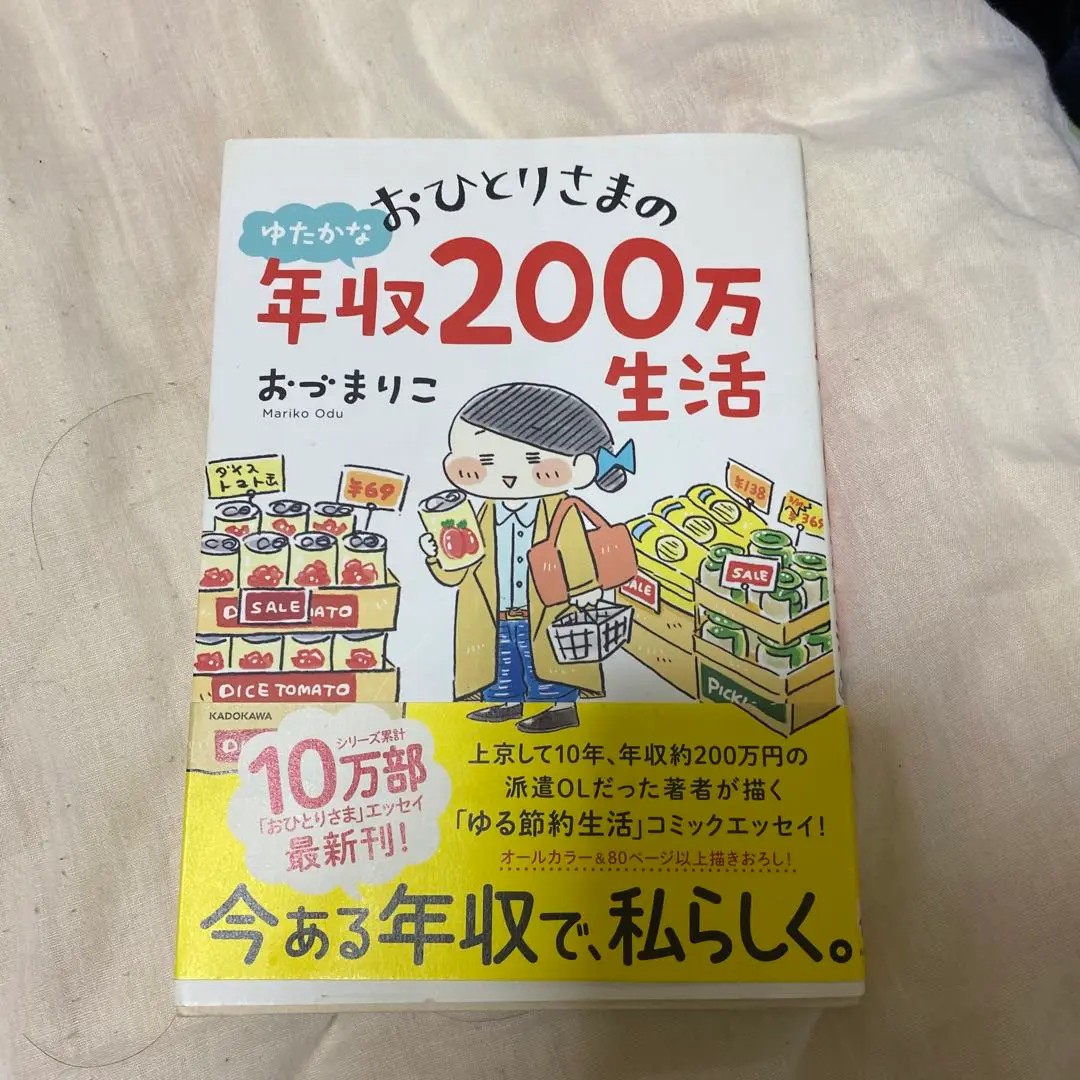 おひとりさまの
ゆたかな
年収200万
生活
おづまりこ
Mariko Odu
ダイス
トマト缶
¥69
¥138
¥369
SALE
SALE
SALE
DICE TOMATO
PICKL
KADOKAWA
シリーズ累計
10万部
「おひとりさま」エッセイ
最新刊!
上京して10年、年収約200万円の
派遣OLだった著者が描く
「ゆる節約生活」コミックエッセイ!
オールカラー&80ページ以上描きおろし!
今ある年収で、私らしく。